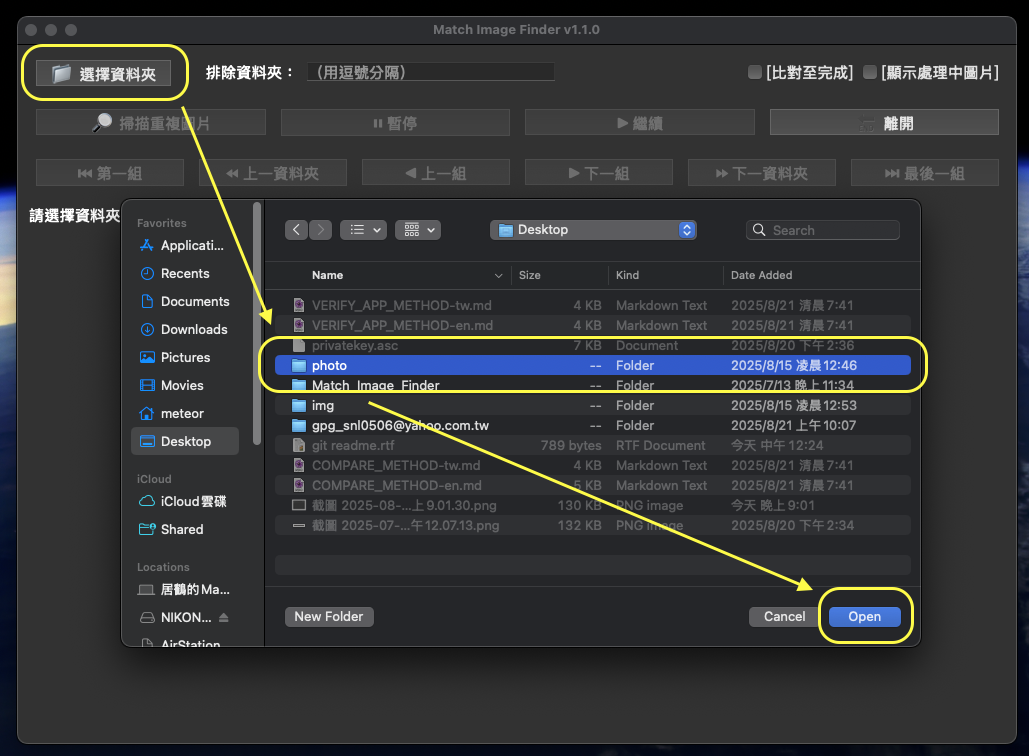 Match Image Finder v1.1.0
選擇資料夾 排除資料夾： （用逗號分隔） [比對至完成] [顯示處理中圖片]
掃描重複圖片 暫停 繼續 離開
第一組 上一資料夾 上一組 下一組 下一資料夾 最後一組
請選擇資料夾
Favorites
Applicati...
Recents
Documents
Downloads
Pictures
Movies
meteor
Desktop
iCloud
iCloud雲碟
Shared
Locations
居鶴的Ma...
NIKON...
AirStation
Desktop Search
Name Size Kind Date Added
VERIFY_APP_METHOD-tw.md 4 KB Markdown Text 2025/8/21 清晨 7:41
VERIFY_APP_METHOD-en.md 4 KB Markdown Text 2025/8/21 清晨 7:41
privatekey.asc 7 KB Document 2025/8/20 下午 2:36
photo -- Folder 2025/8/15 凌晨 12:46
Match_Image_Finder -- Folder 2025/7/13 晚上 11:34
img -- Folder 2025/8/15 凌晨 12:53
gpg_snl0506@yahoo.com.tw -- Folder 2025/8/21 上午 10:07
git readme.rtf 789 bytes RTF Document 今天 中午 12:24
COMPARE_METHOD-tw.md 4 KB Markdown Text 2025/8/21 清晨 7:41
COMPARE_METHOD-en.md 5 KB Markdown Text 2025/8/21 清晨 7:41
截圖 2025-08-...上 9.01.30.png 130 KB PNG image 今天 晚上 9:01
截圖 2025-07-...午 12.07.13.png 132 KB PNG image 2025/8/20 下午 2:34
New Folder Cancel Open